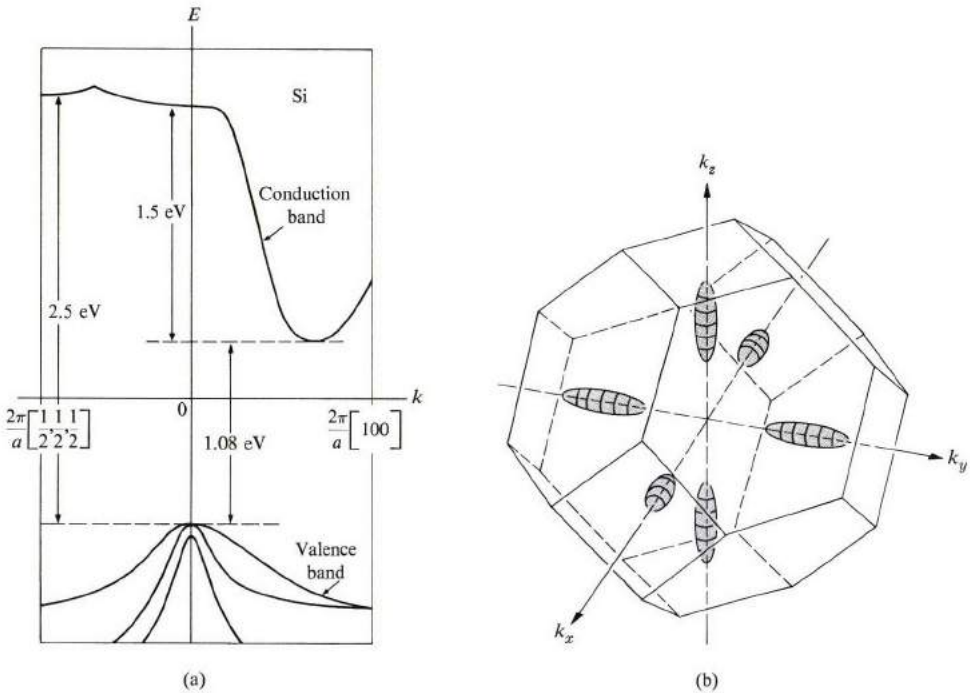 E
Si
Conduction
band
1.5 eV
2.5 eV
0
k
2π/a [1/2,1/2,1/2]
2π/a [100]
1.08 eV
Valence
band
(a)
k_z
k_y
k_x
(b)